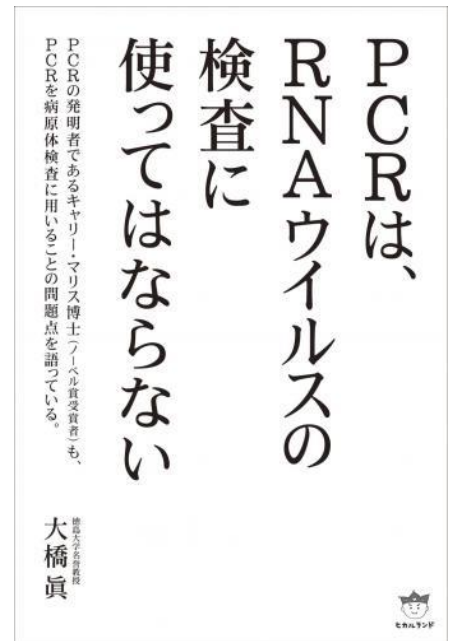 PCRは、
RNAウイルスの
検査に
使ってはならない
PCRの発明者であるキャリー・マリス博士(ノーベル賞受賞者)も、
PCRを病原体検査に用いることの問題点を語っている。
徳島大学名誉教授
大橋眞
ヒカルランド